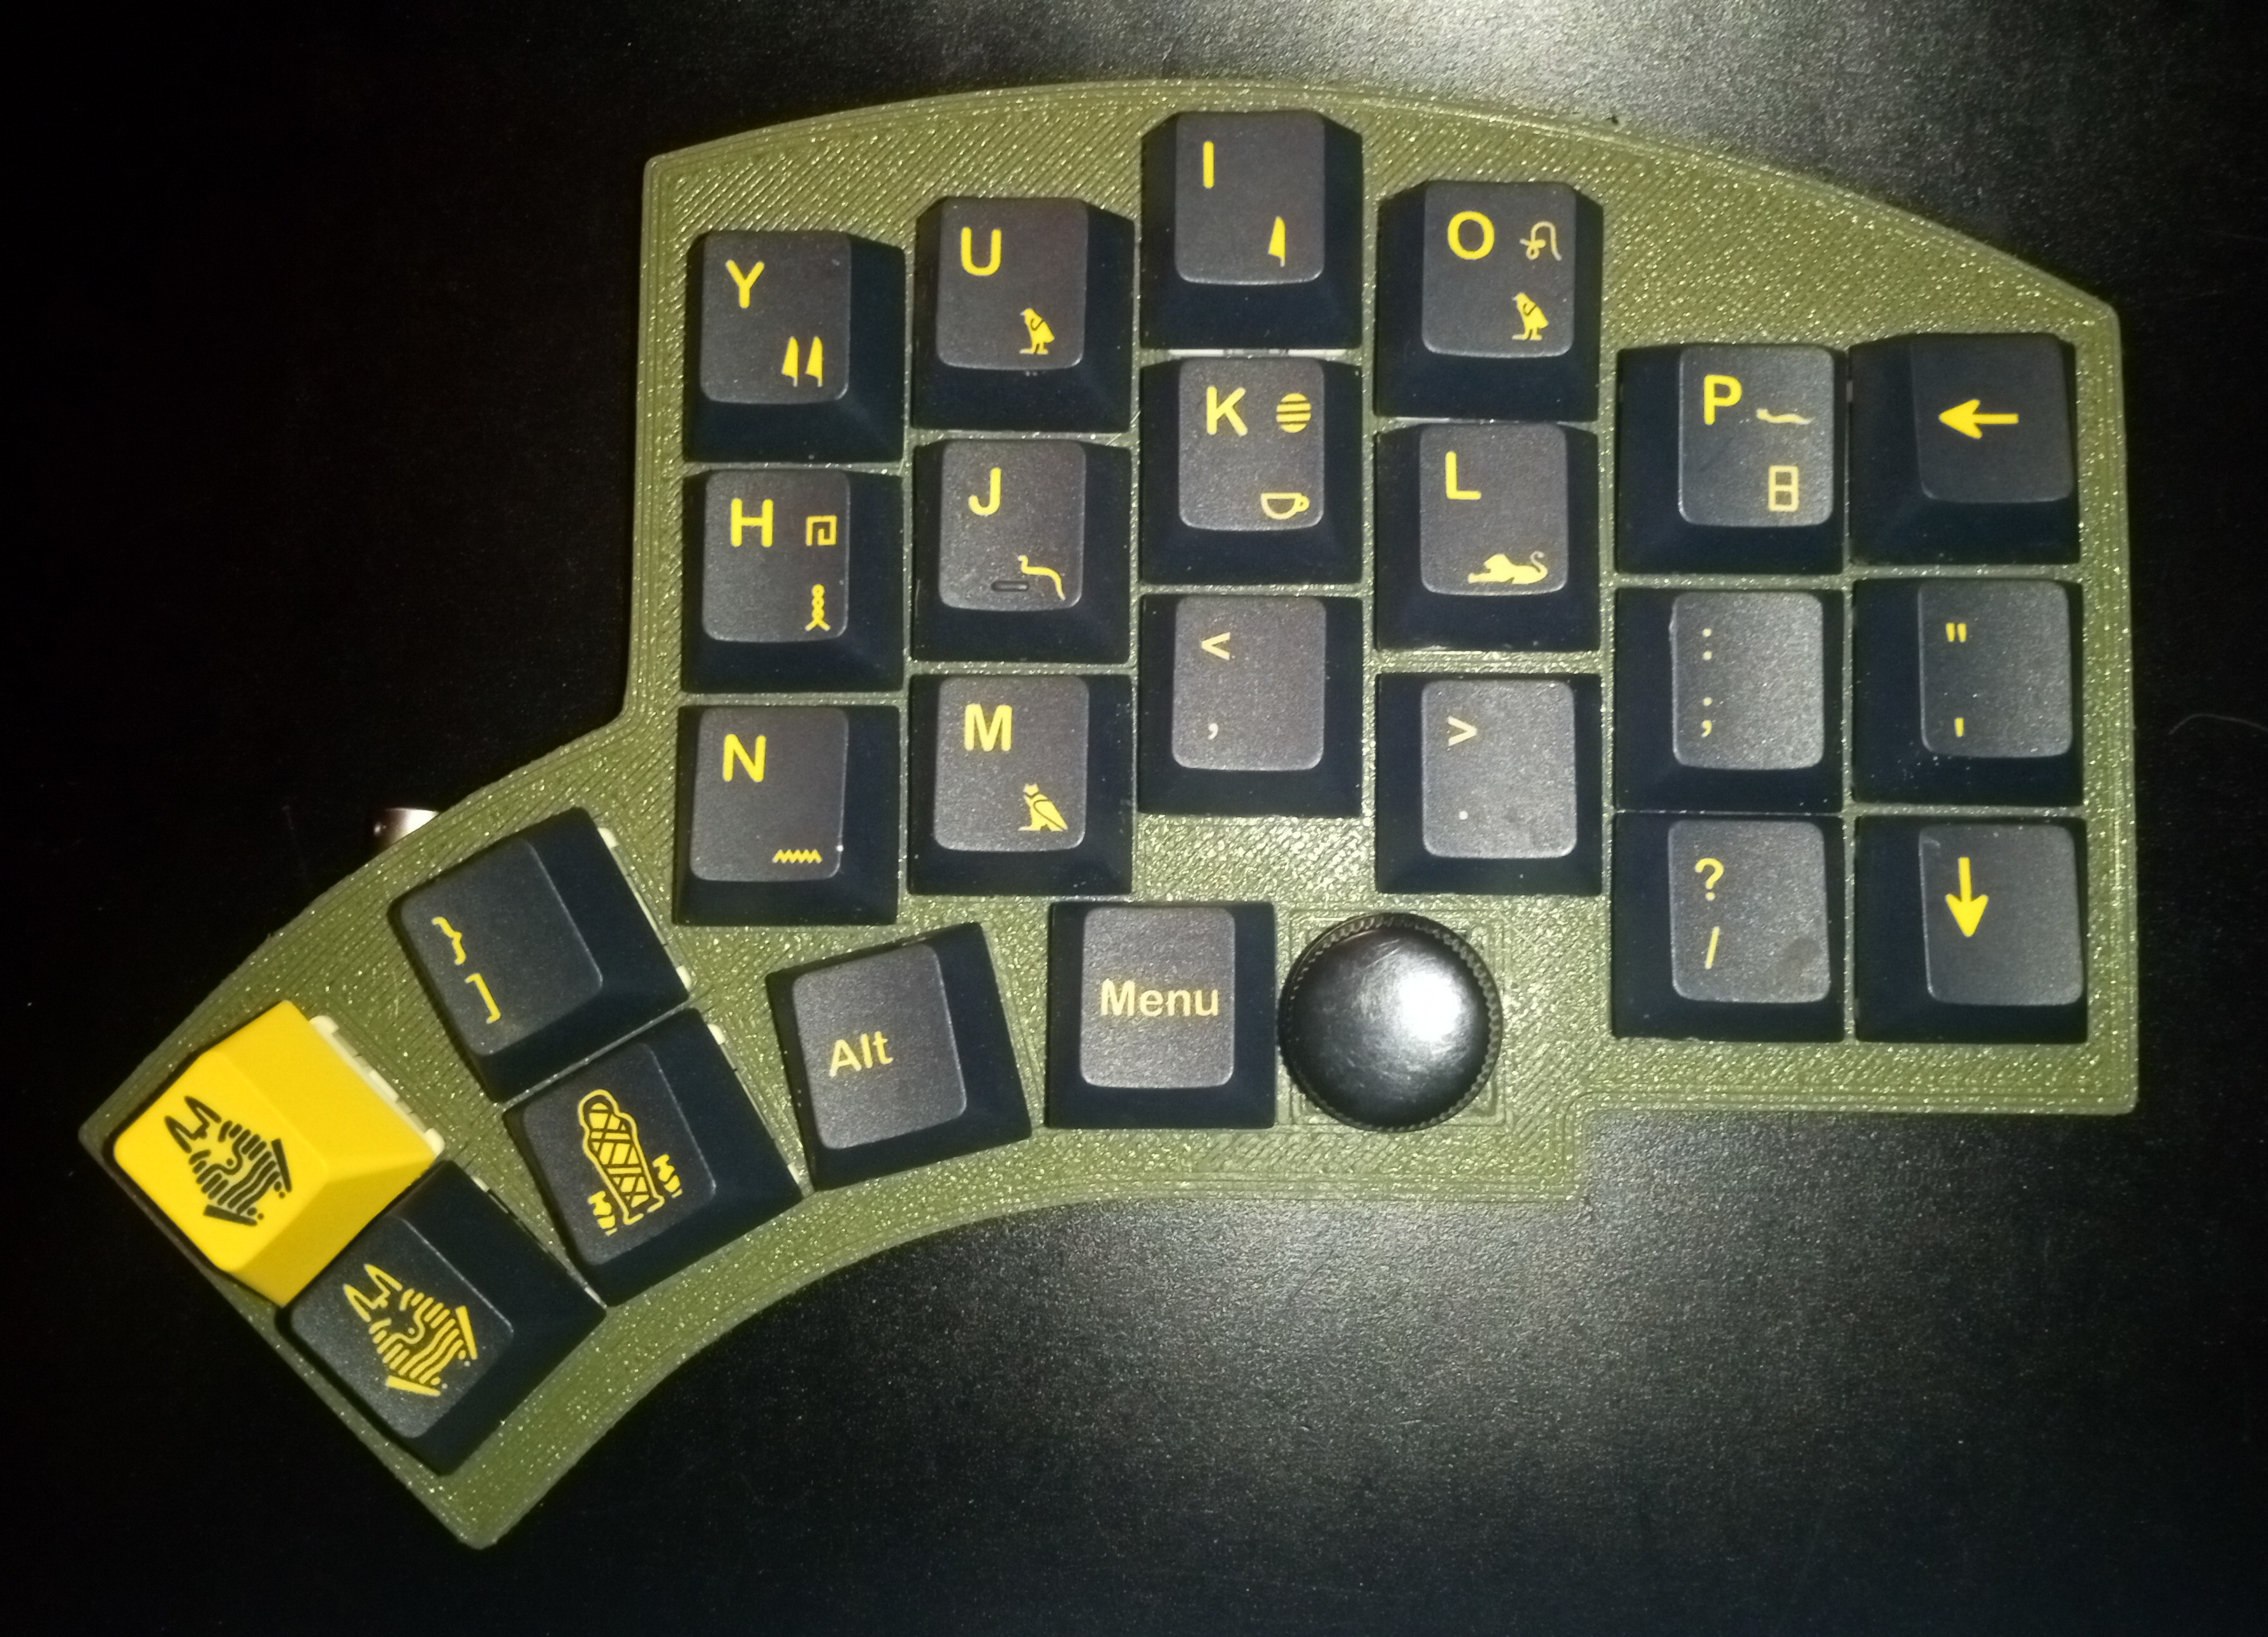 Y 𓇌
U 𓅱
I 𓇋
O 𓍯
𓅱
P 𓆑
𓊪
←
H 𓉔
𓎛
J 𓆓
K 𓐍
𓎡
L 𓃭
:
;
"
'
N 𓈖
M 𓅓
<
,
>
.
?
/
↓
}
]
Alt
Menu